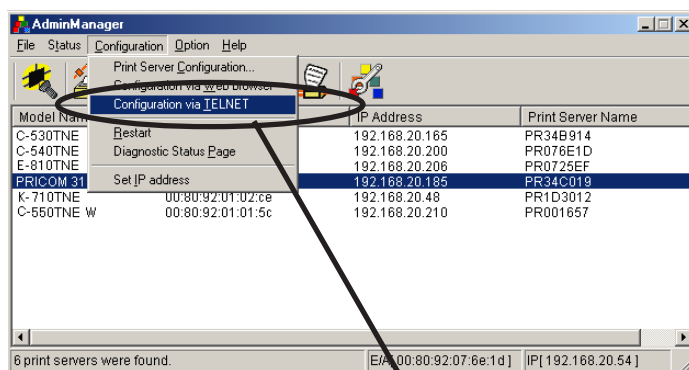 AdminManager
File Status Configuration Option Help
Print Server Configuration...
Configuration via Web browser
Configuration via TELNET
Restart
Diagnostic Status Page
Set IP address
Model Nam IP Address Print Server Name
C-530TNE 192.168.20.165 PR34B914
C-540TNE 192.168.20.200 PR076E1D
E-810TNE 192.168.20.206 PR0725EF
PRICOM 31 192.168.20.185 PR34C019
K-710TNE 00:80:92:01:02:ce 192.168.20.48 PR1D3012
C-550TNE W 00:80:92:01:01:5c 192.168.20.210 PR001657
6 print servers were found. E/A[00:80:92:07:6e:1d] IP[192.168.20.54]